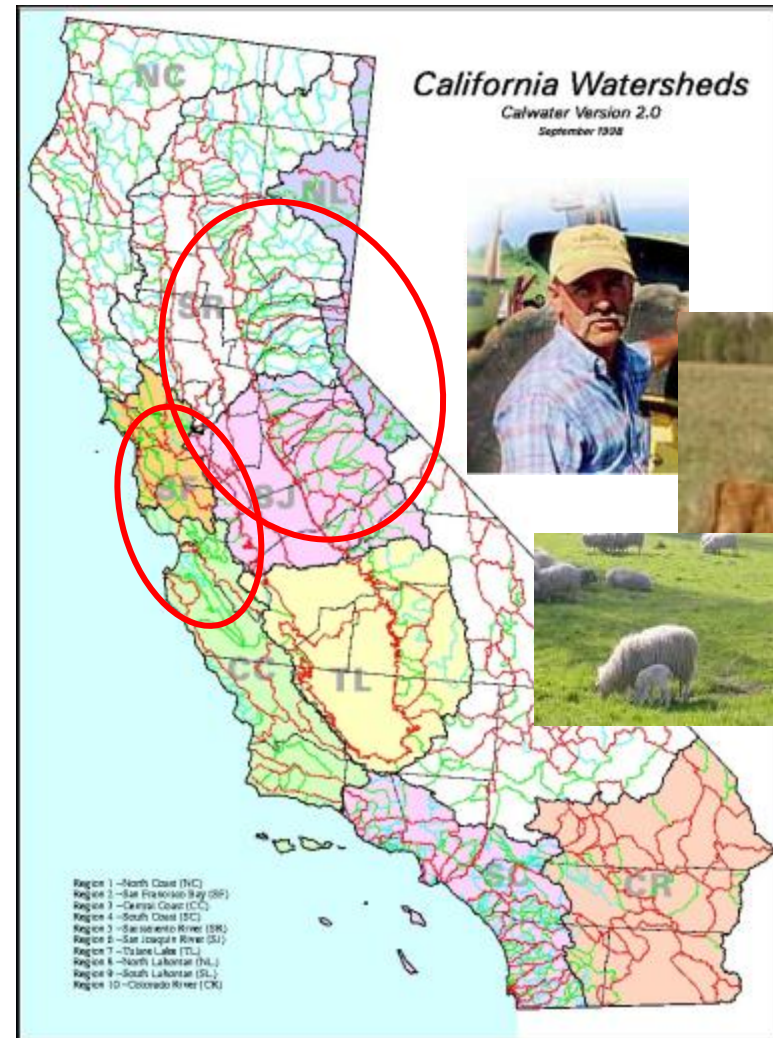 California Watersheds
Calwater Version 2.0
September 1998
NC
NL
SR
SF
SJ
CC
TL
SC
CR
Region 1 - North Coast (NC)
Region 2 - San Francisco Bay (SF)
Region 3 - Central Coast (CC)
Region 4 - South Coast (SC)
Region 5 - Sacramento River (SR)
Region 6 - San Joaquin River (SJ)
Region 7 - Tulare Lake (TL)
Region 8 - North Lahontan (NL)
Region 9 - South Lahontan (SL)
Region 10 - Colorado River (CR)